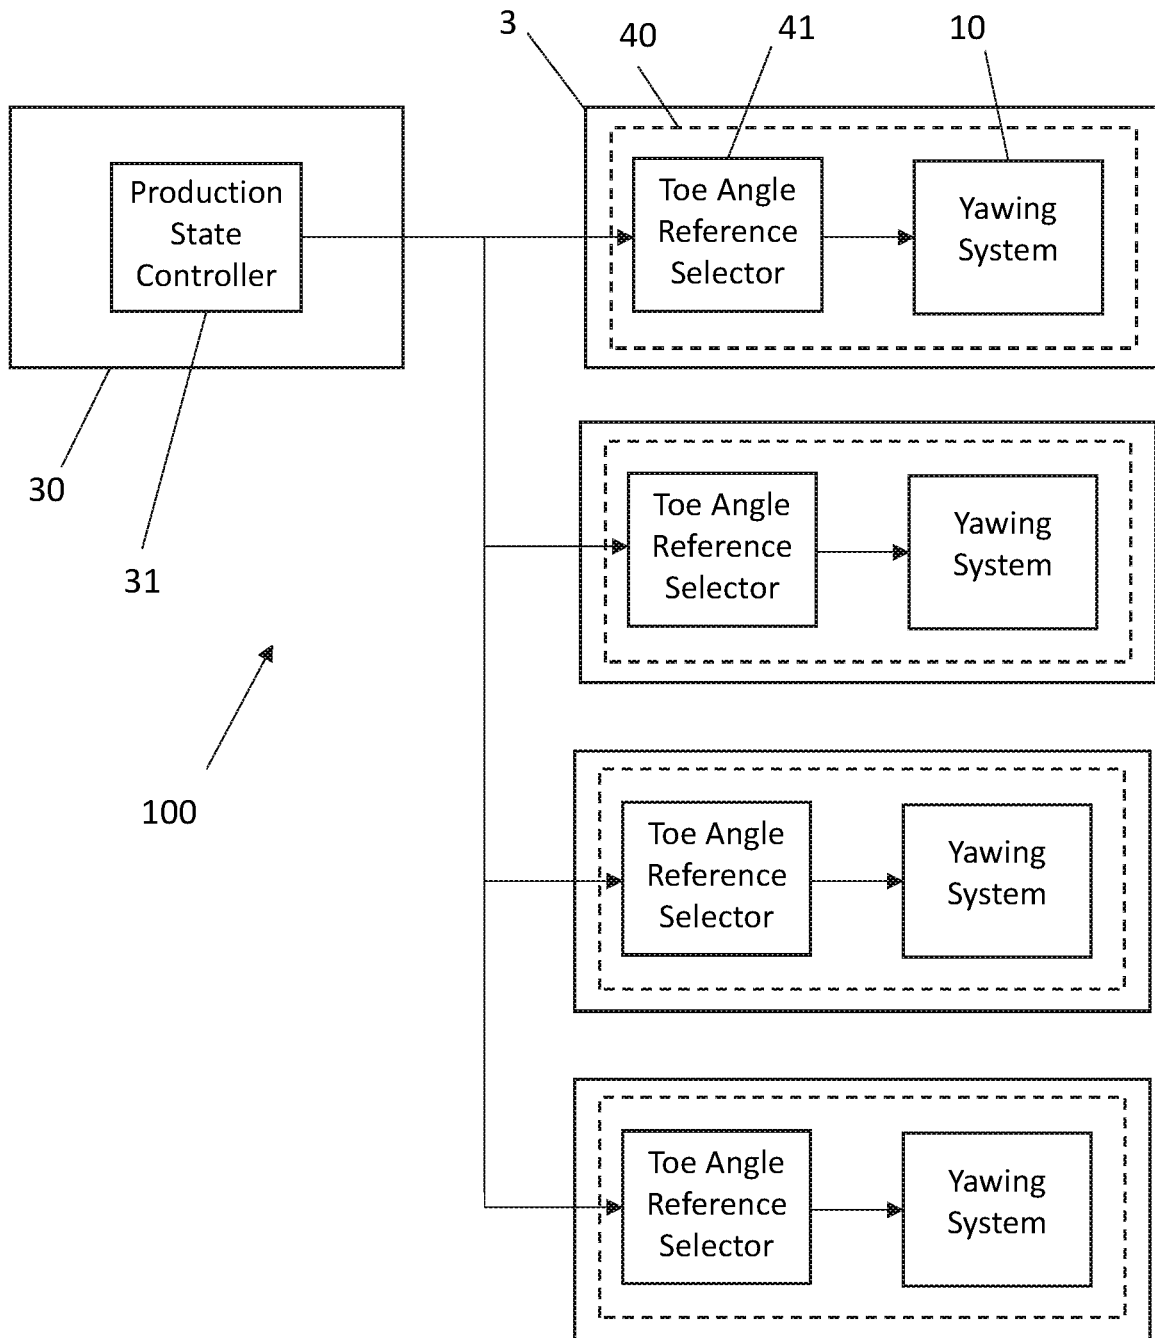 3
40
41
10
Production
State
Controller
Toe Angle
Reference
Selector
Yawing
System
30
31
Toe Angle
Reference
Selector
Yawing
System
100
Toe Angle
Reference
Selector
Yawing
System
Toe Angle
Reference
Selector
Yawing
System